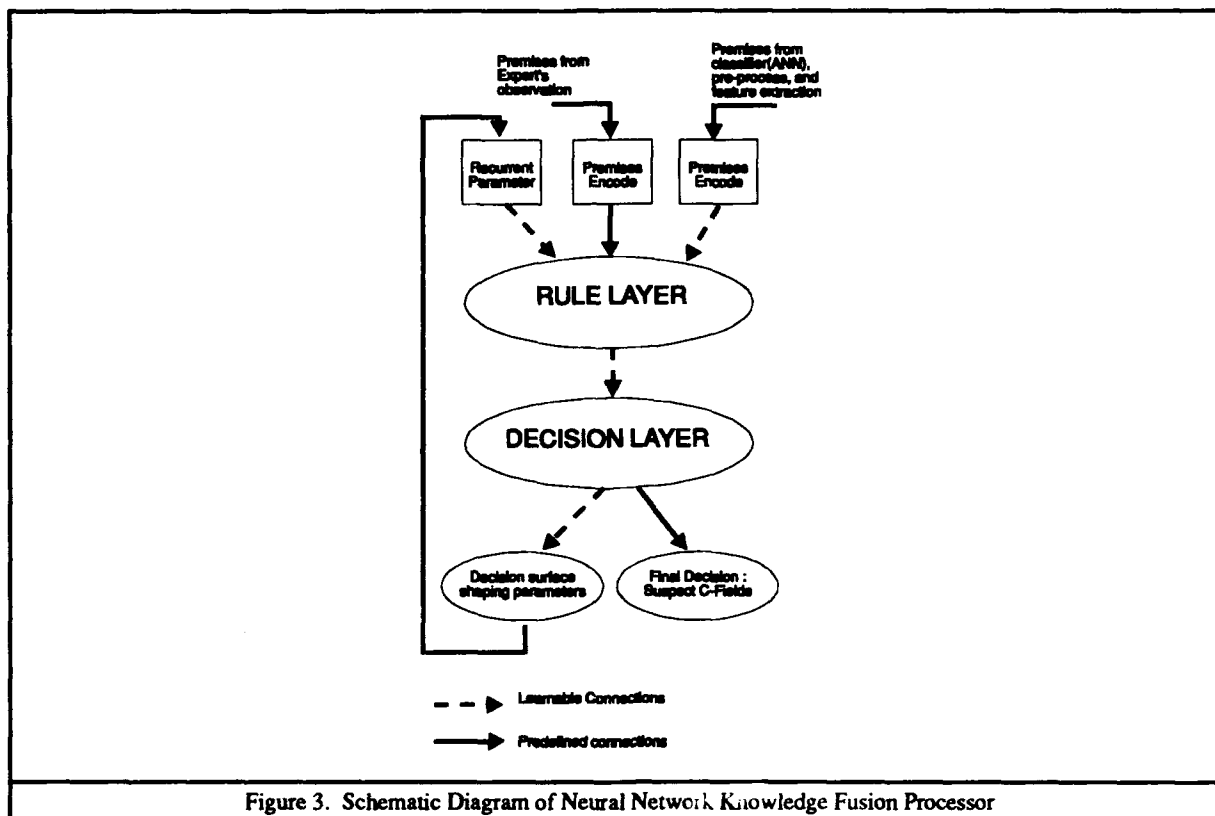 Premises from
Expert's
observation
Premises from
classifier(ANN),
pre-process, and
feature extraction
Recurrent
Parameter
Premises
Encode
Premises
Encode
RULE LAYER
DECISION LAYER
Decision surface
shaping parameters
Final Decision :
Suspect C-Fields
Learnable Connections
Predefined connections
Figure 3. Schematic Diagram of Neural Network Knowledge Fusion Processor